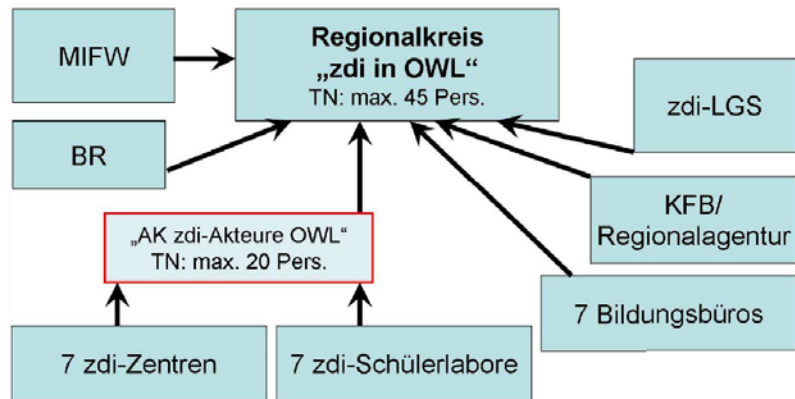 MIFW
Regionalkreis
„zdi in OWL“
TN: max. 45 Pers.
zdi-LGS
BR
KFB/
Regionalagentur
„AK zdi-Akteure OWL“
TN: max. 20 Pers.
7 Bildungsbüros
7 zdi-Zentren
7 zdi-Schülerlabore